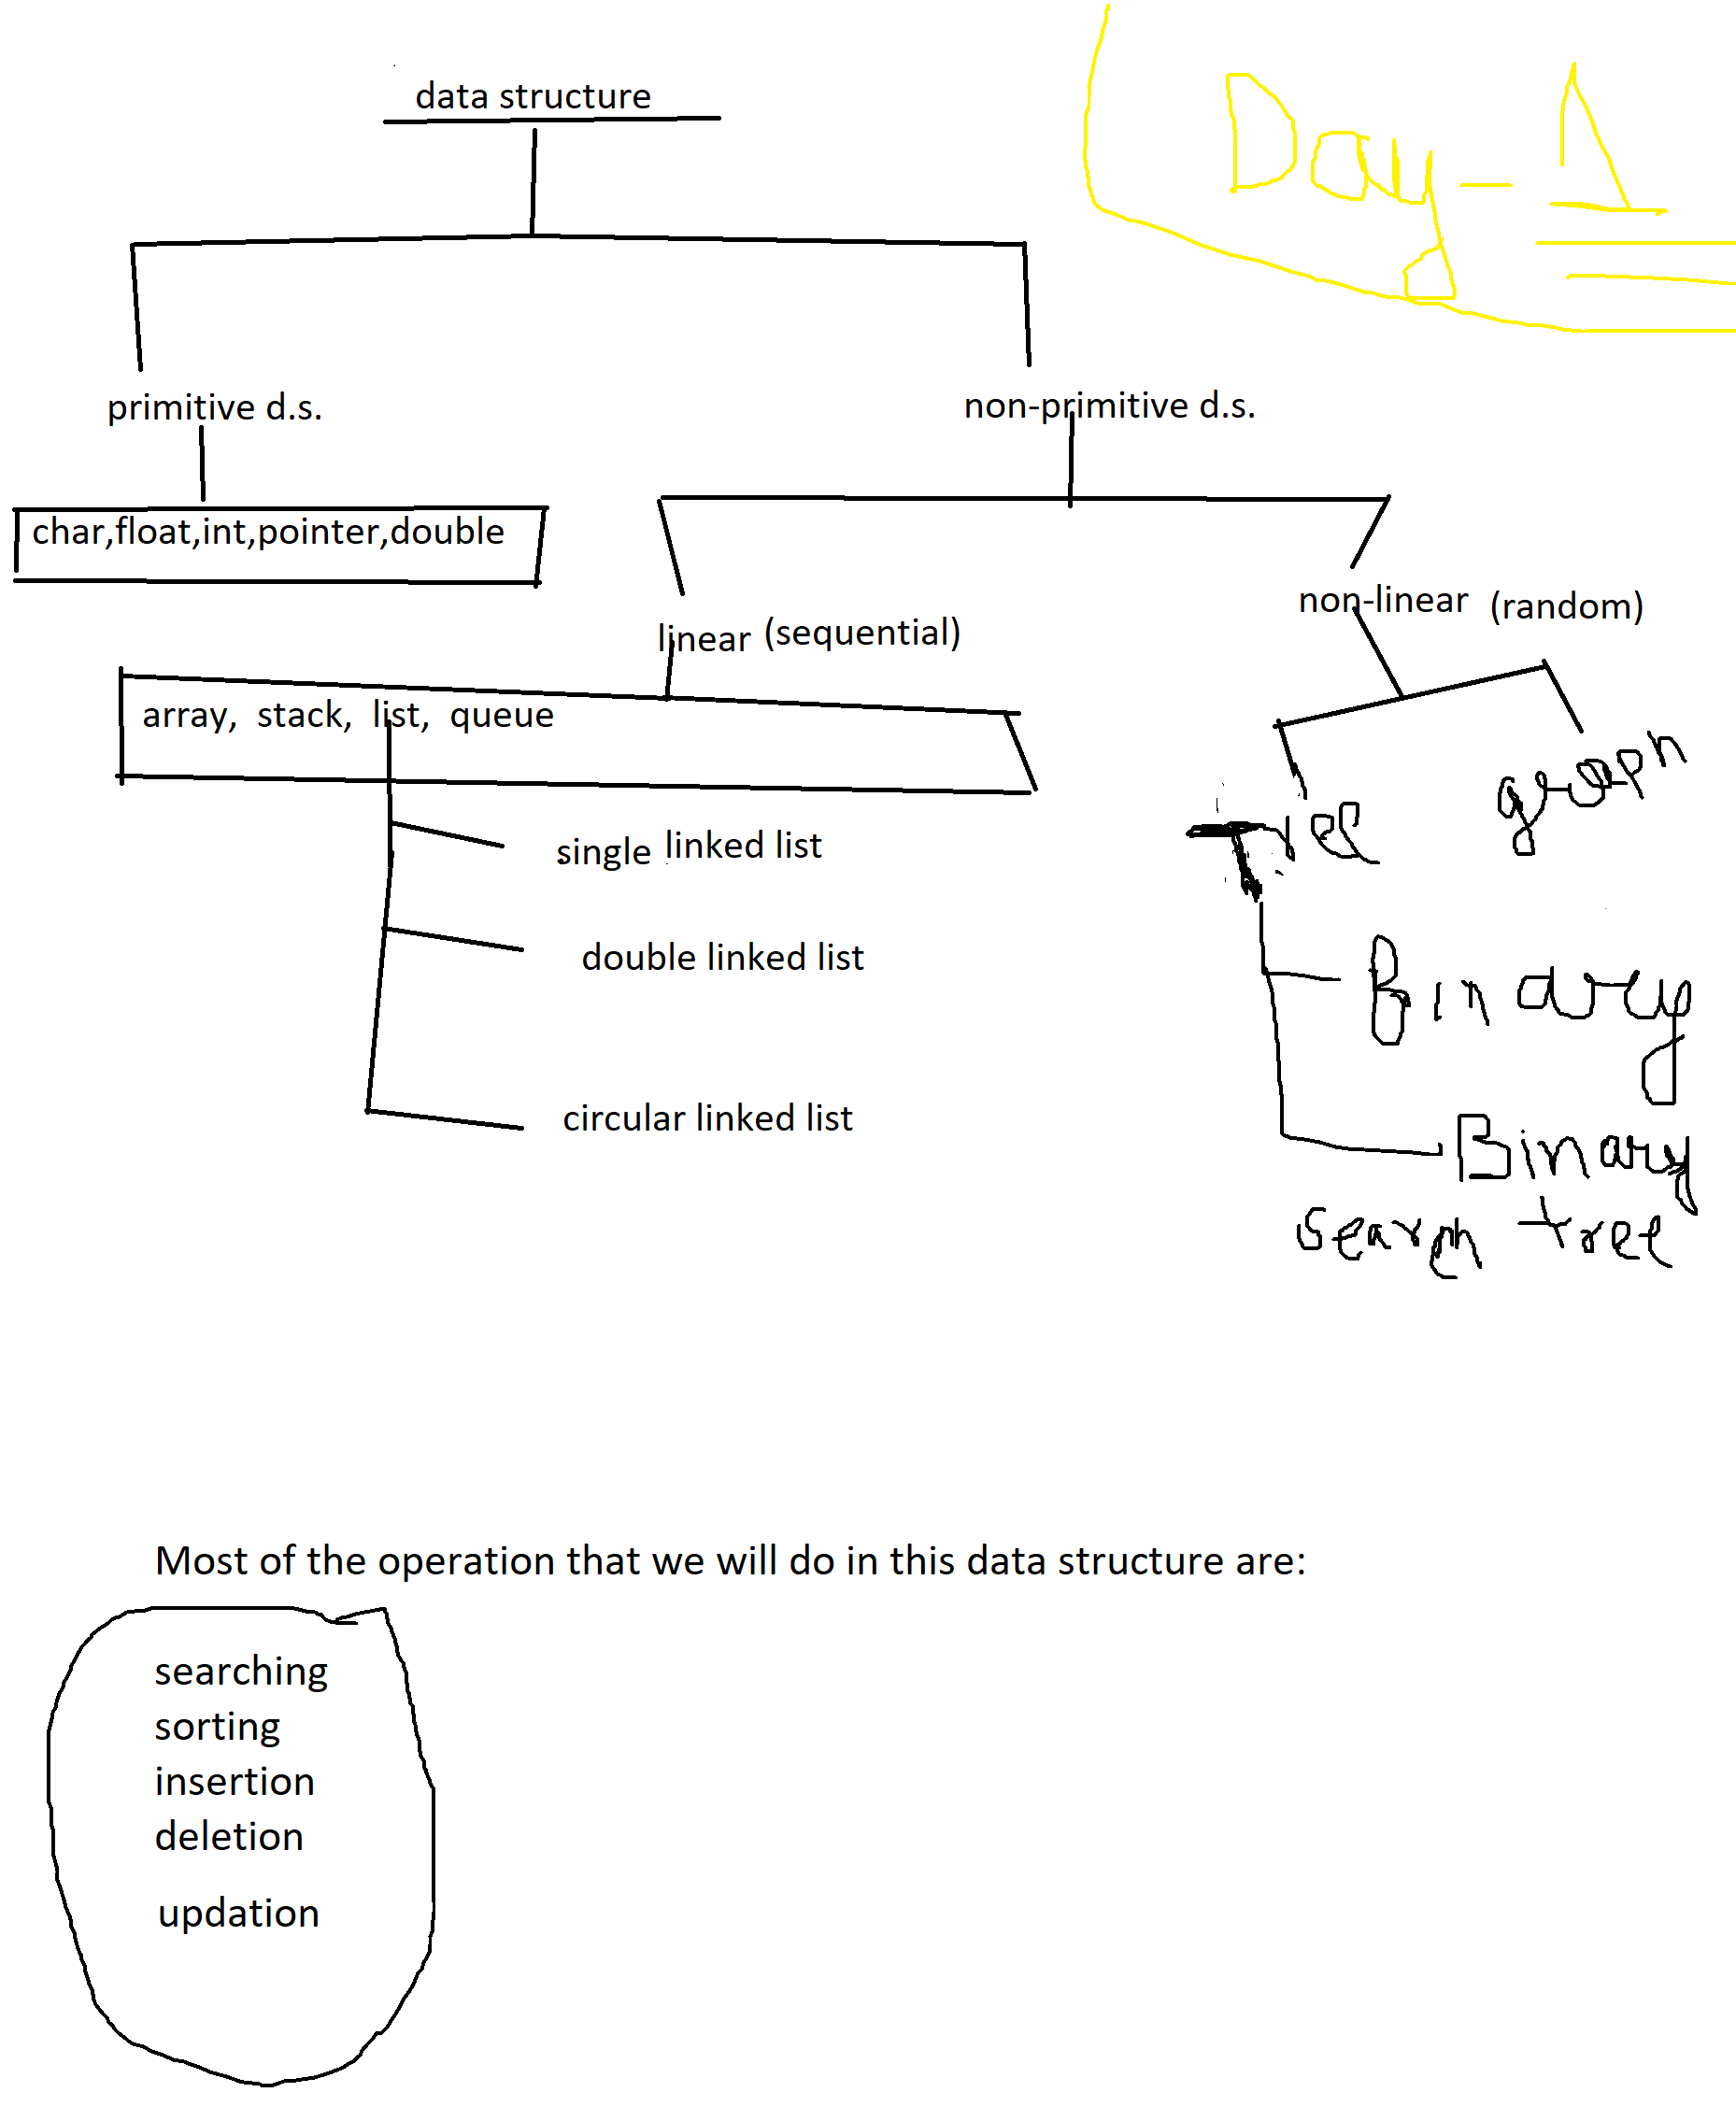 data structure
Day-1
primitive d.s.
non-primitive d.s.
char,float,int,pointer,double
non-linear (random)
linear (sequential)
array, stack, list, queue
Tree
graph
single linked list
double linked list
Binary
circular linked list
Binary
search tree
Most of the operation that we will do in this data structure are:
searching
sorting
insertion
deletion
updation